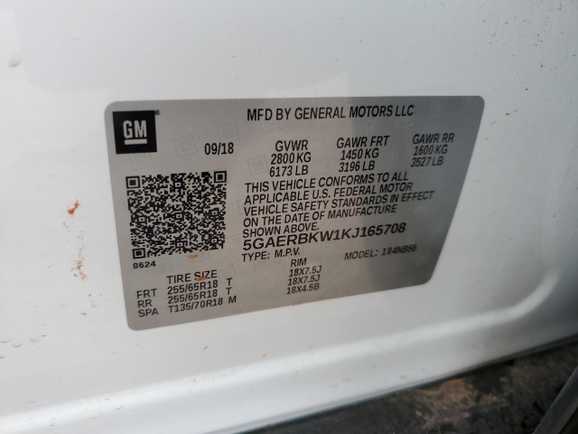 GM
MFD BY GENERAL MOTORS LLC
09/18 GVWR GAWR FRT GAWR RR
2800 KG 1450 KG 1600 KG
6173 LB 3196 LB 3527 LB
THIS VEHICLE CONFORMS TO ALL
APPLICABLE U.S. FEDERAL MOTOR
VEHICLE SAFETY STANDARDS IN EFFECT
ON THE DATE OF MANUFACTURE
SHOWN ABOVE.
5GAERBKW1KJ165708
8624 TYPE: M.P.V. MODEL:
TIRE SIZE RIM
FRT 255/65R18 T 18X7.5J
RR 255/65R18 T 18X7.5J
SPA T135/70R18 M 18X4.5B